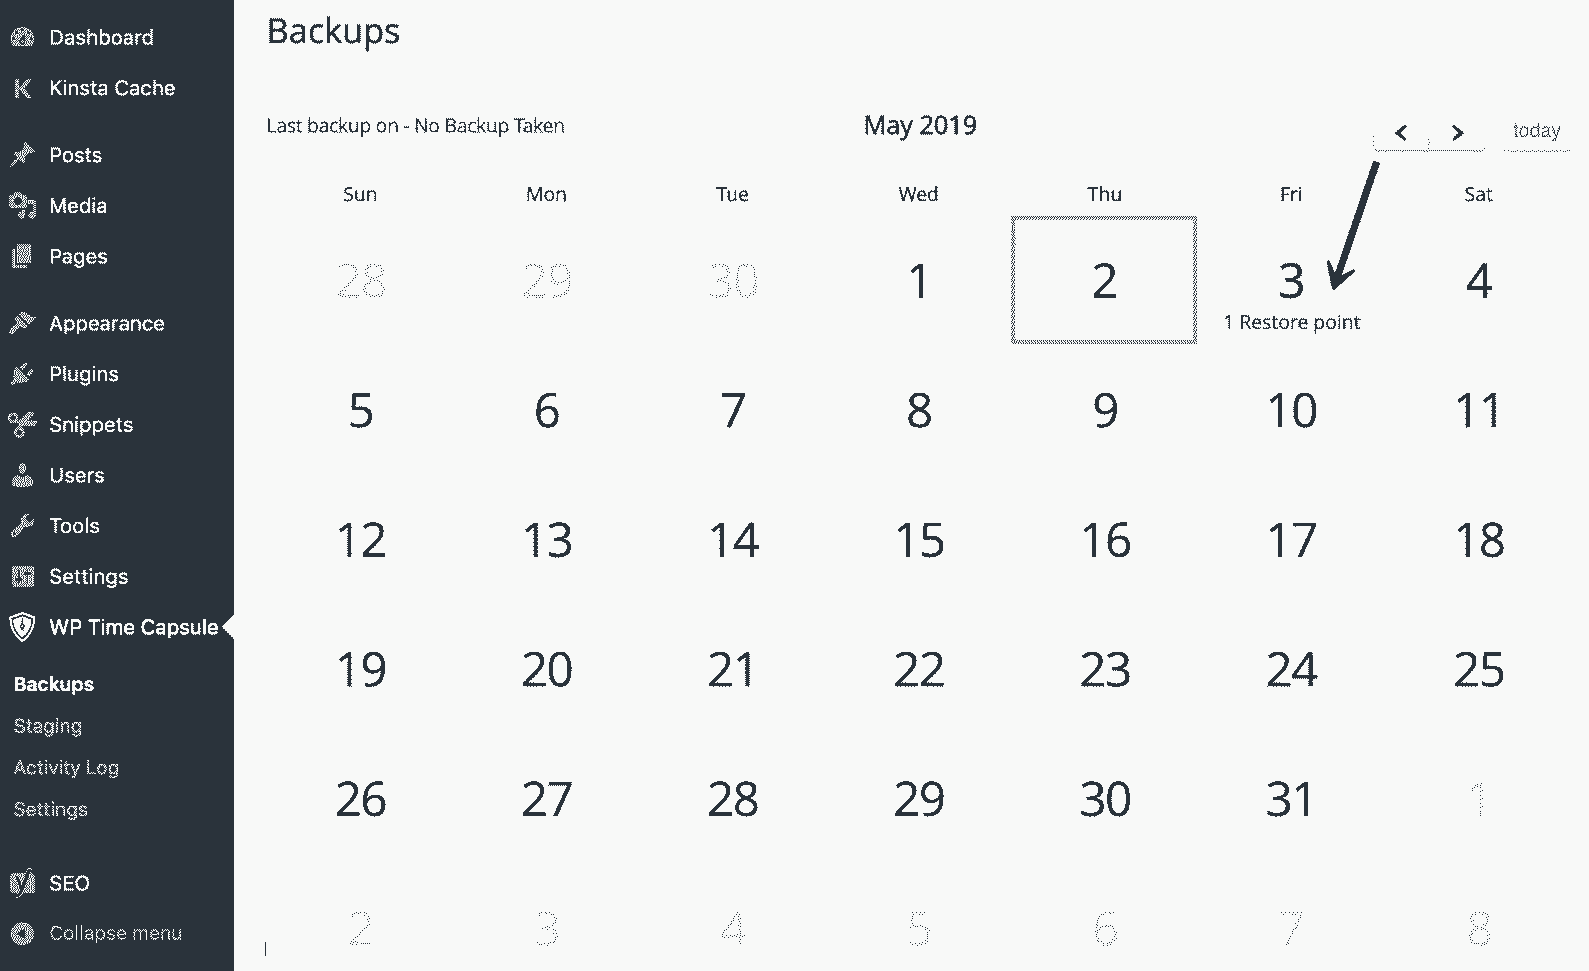 Dashboard
Kinsta Cache
Posts
Media
Pages
Appearance
Plugins
Snippets
Users
Tools
Settings
WP Time Capsule
Backups
Staging
Activity Log
Settings
SEO
Collapse menu
Backups
Last backup on - No Backup Taken
May 2019
< > today
Sun Mon Tue Wed Thu Fri Sat
28 29 30 1 2 3 4
1 Restore point
5 6 7 8 9 10 11
12 13 14 15 16 17 18
19 20 21 22 23 24 25
26 27 28 29 30 31 1
2 3 4 5 6 7 8